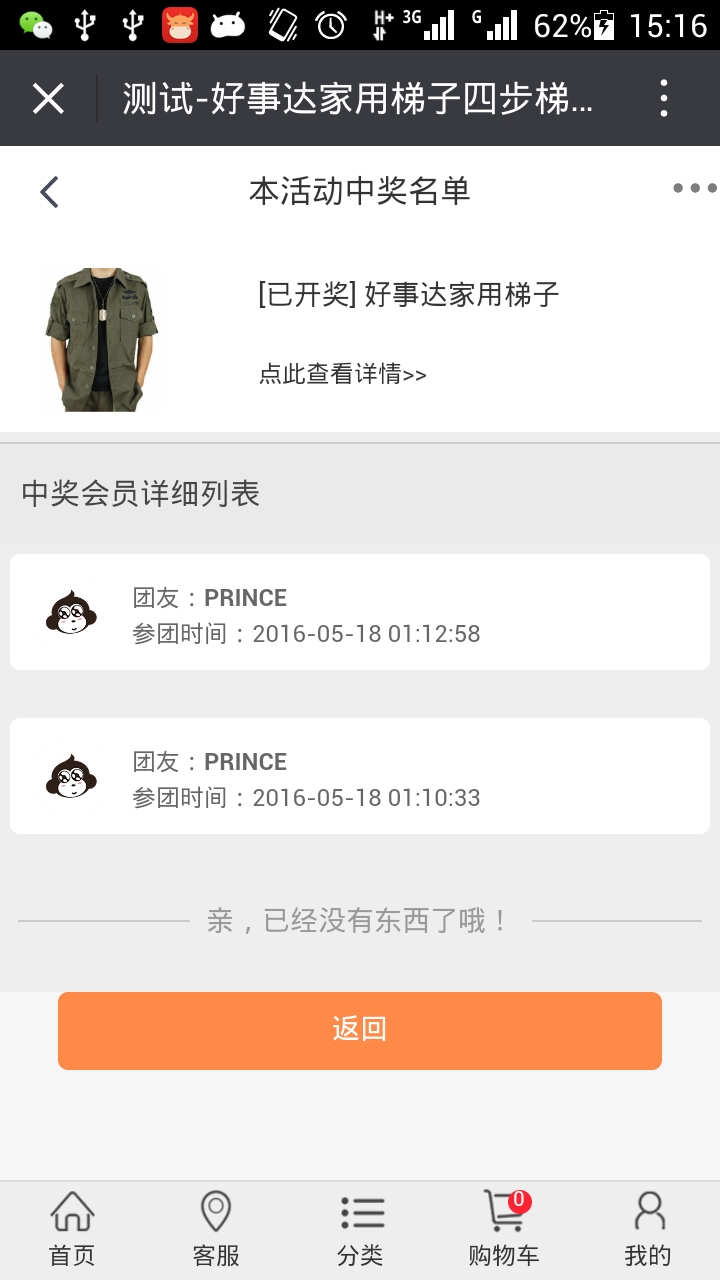 H+ 3G G 62% 15:16
测试-好事达家用梯子四步梯...
本活动中奖名单
[已开奖] 好事达家用梯子
点此查看详情>>
中奖会员详细列表
团友：PRINCE
参团时间：2016-05-18 01:12:58
团友：PRINCE
参团时间：2016-05-18 01:10:33
亲，已经没有东西了哦！
返回
0
首页 客服 分类 购物车 我的